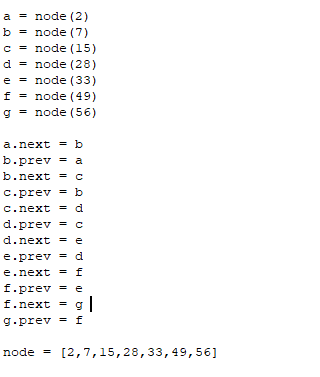 a = node(2)
b = node(7)
c = node(15)
d = node(28)
e = node(33)
f = node(49)
g = node(56)
a.next = b
b.prev = a
b.next = c
c.prev = b
c.next = d
d.prev = c
d.next = e
e.prev = d
e.next = f
f.prev = e
f.next = g
g.prev = f
node = [2,7,15,28,33,49,56]